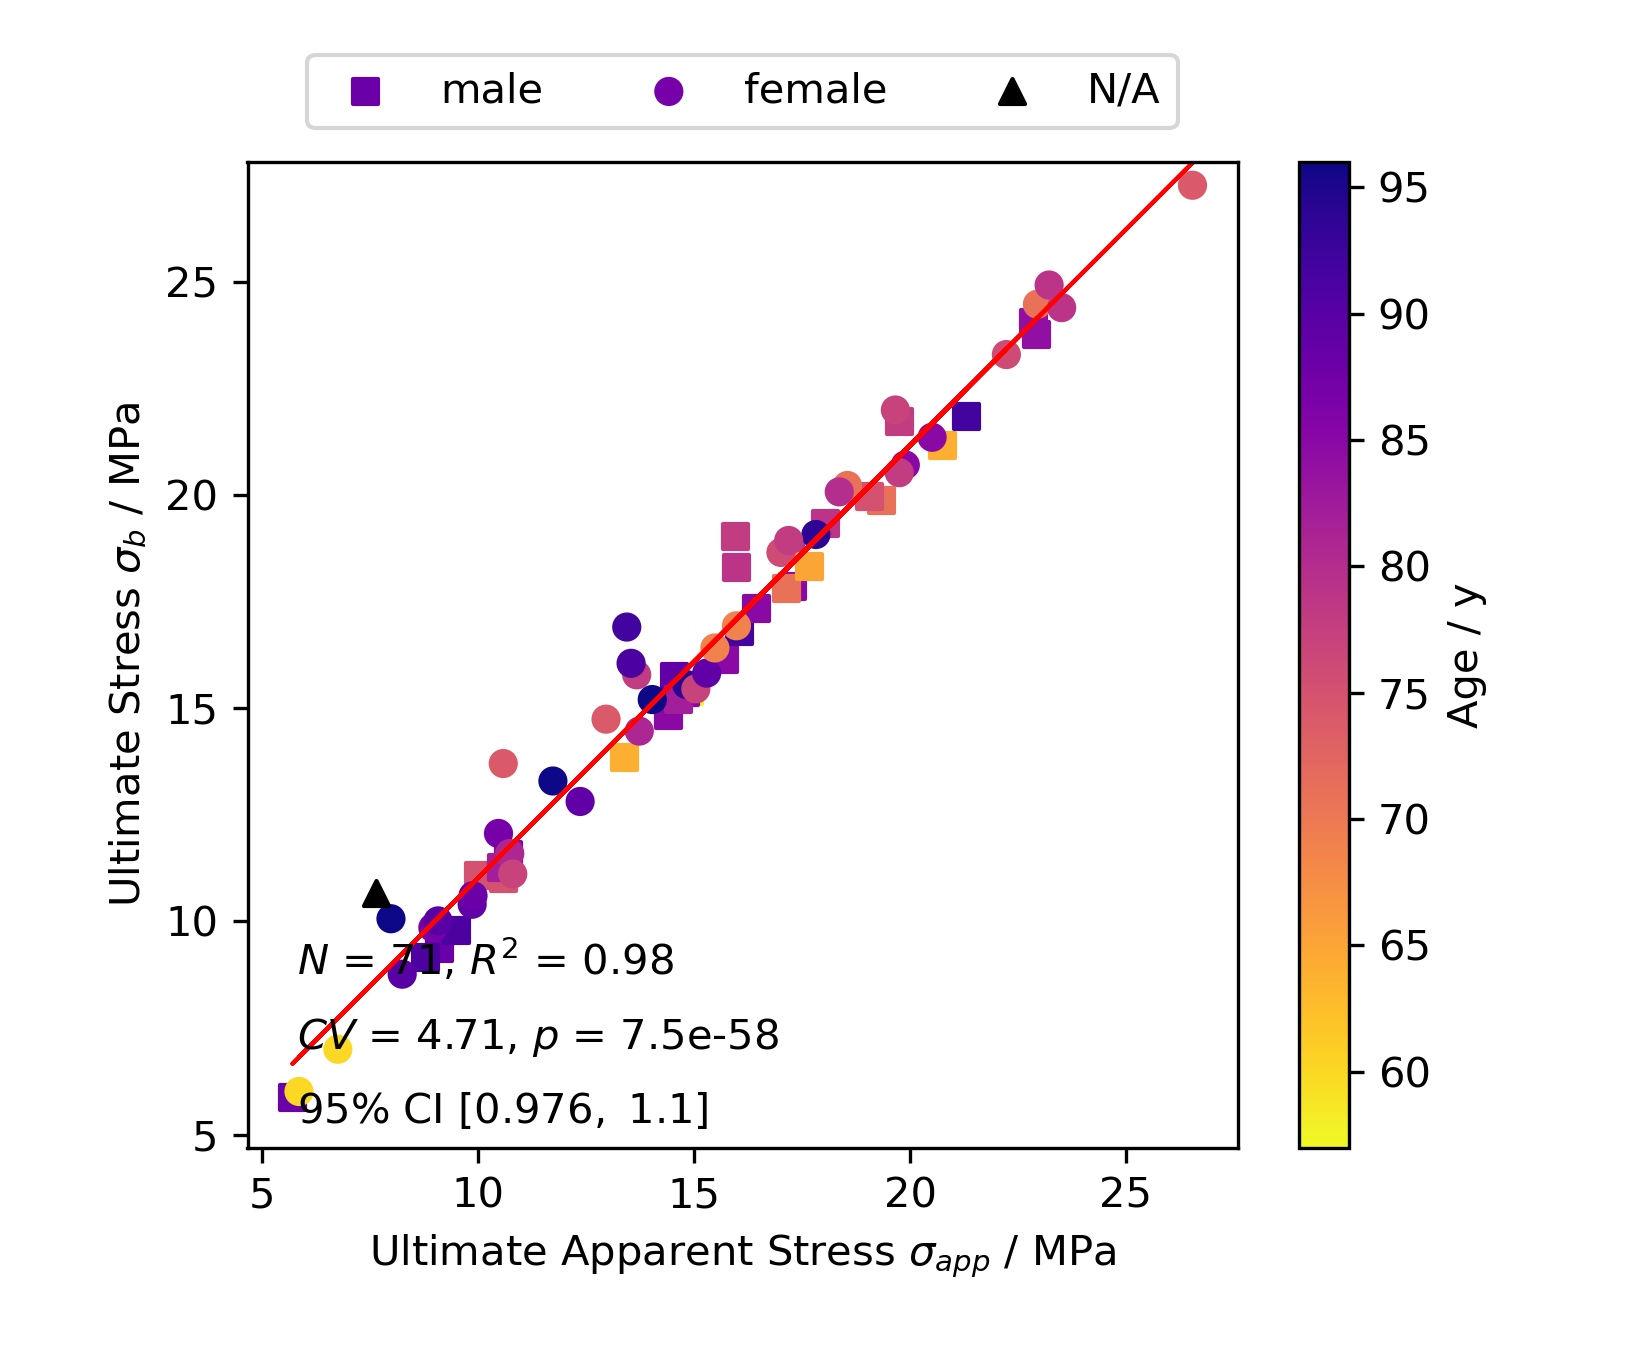 male female N/A
25
20
15
10
5
Ultimate Stress σ_b / MPa
N = 71, R² = 0.98
CV = 4.71, p = 7.5e-58
95% CI [0.976, 1.1]
5 10 15 20 25
Ultimate Apparent Stress σ_app / MPa
95
90
85
80
75
70
65
60
Age / y